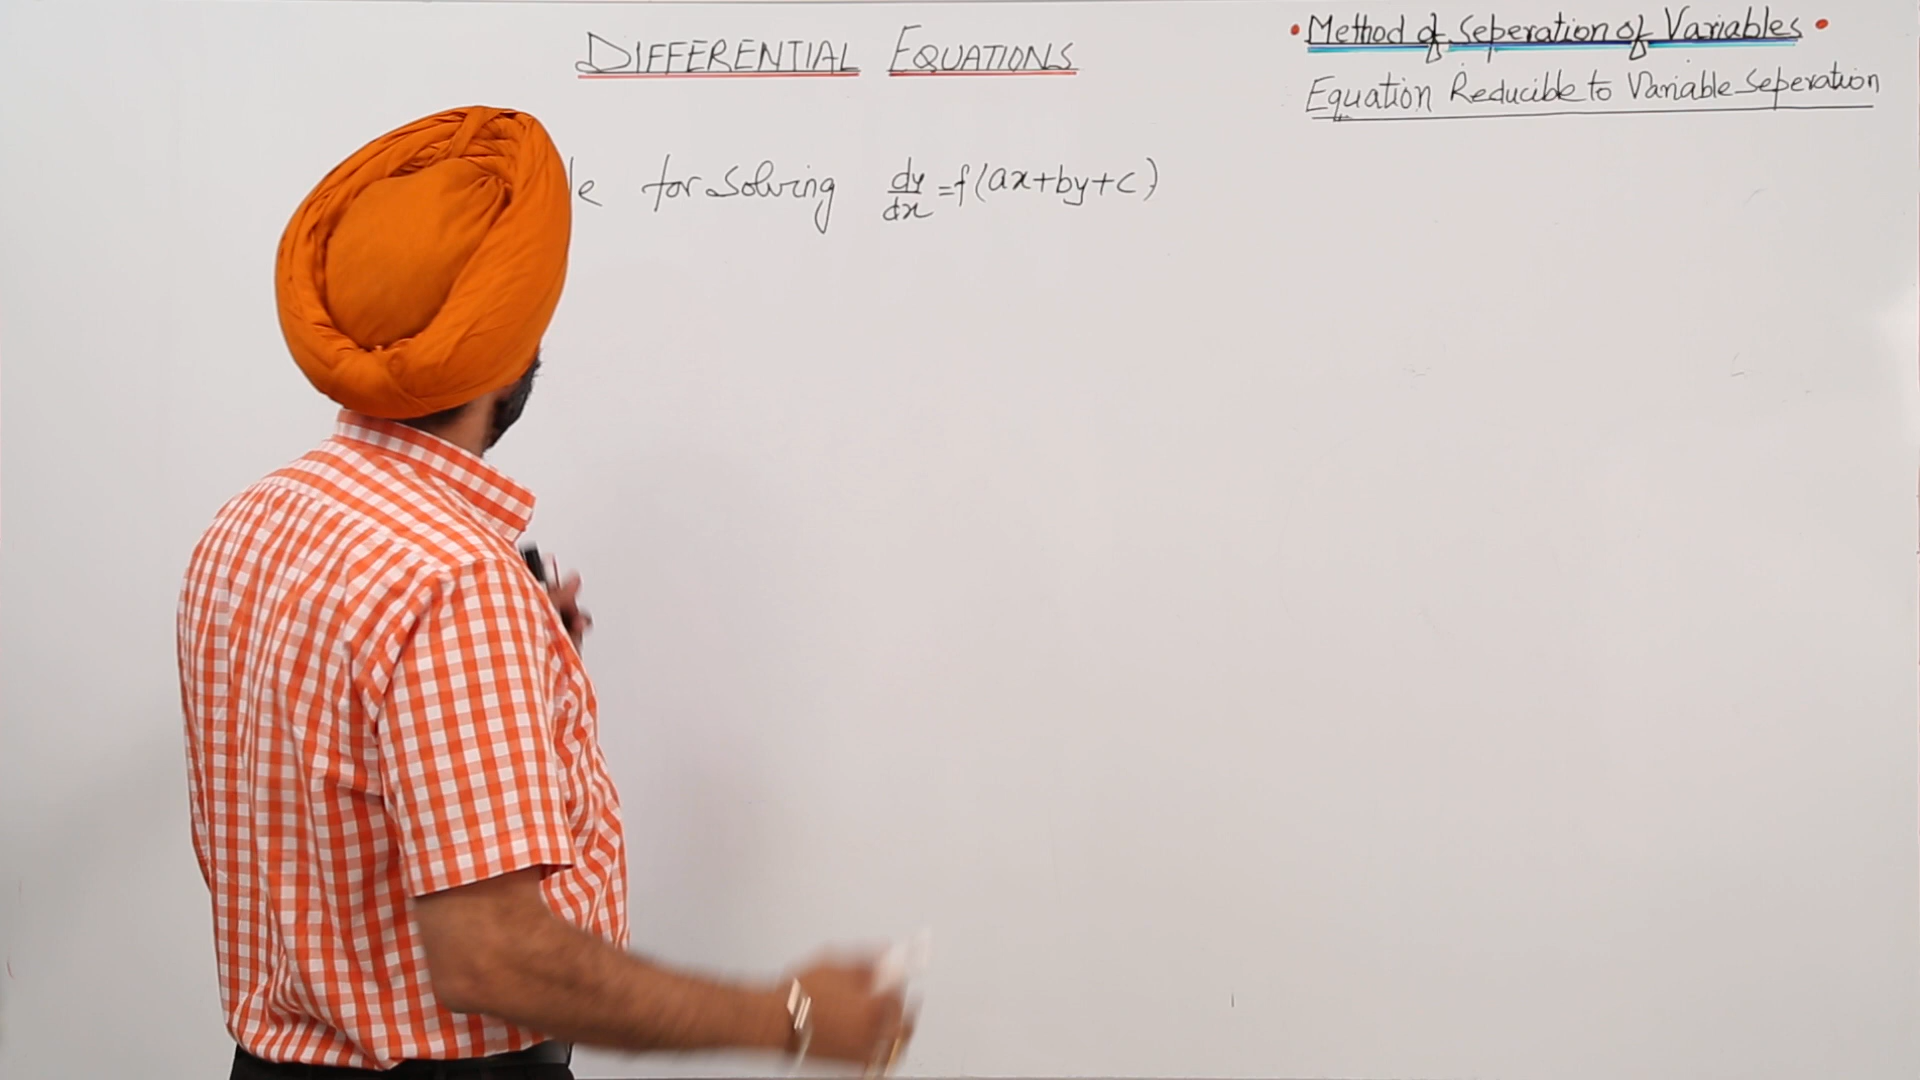 DIFFERENTIAL EQUATIONS
• Method of Seperation of Variables •
Equation Reducible to Variable Seperation
for Solving dy/dx = f(ax+by+c)